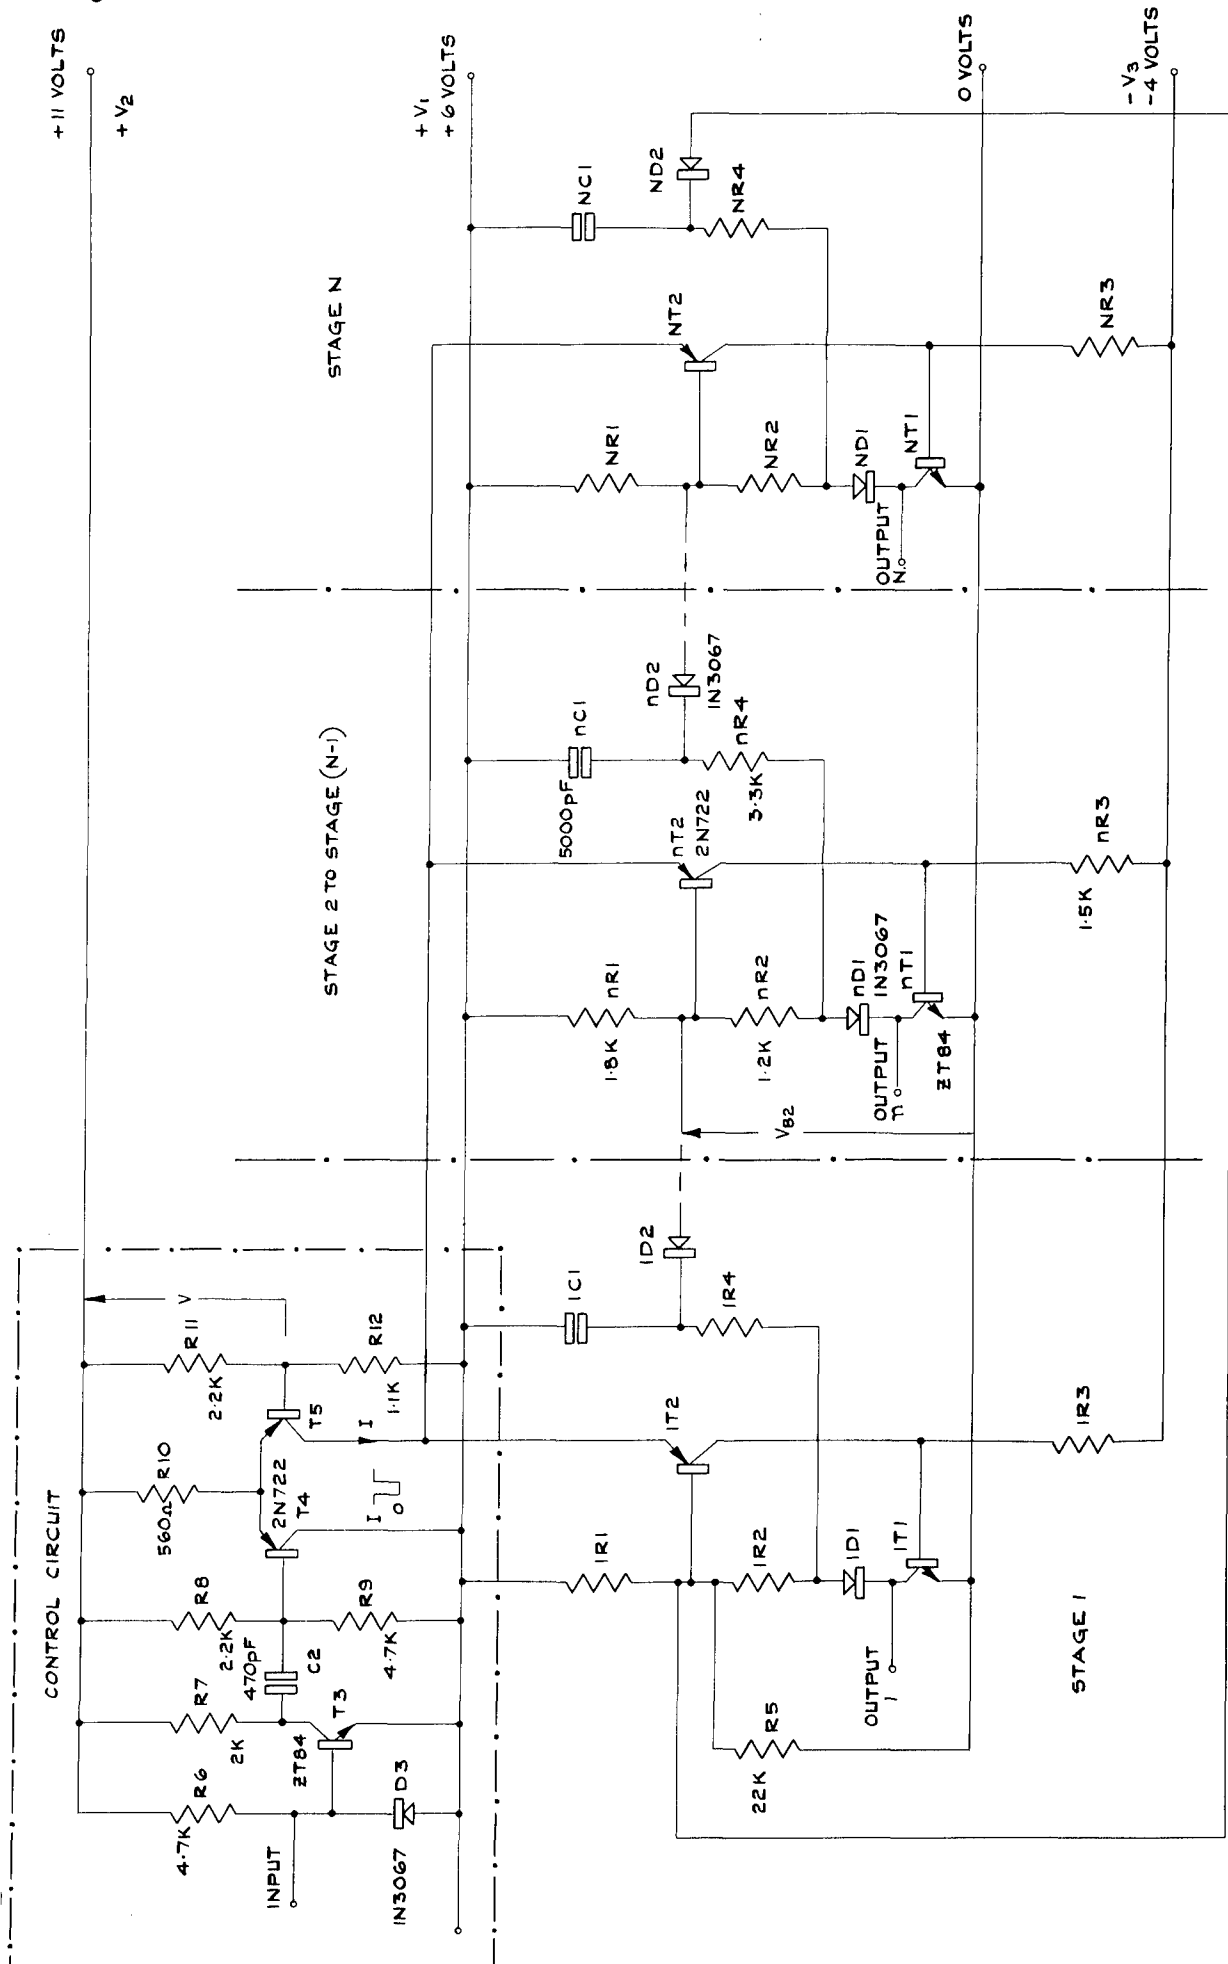 +11 VOLTS
+V2
+V1
+6 VOLTS
0 VOLTS
-V3
-4 VOLTS
STAGE N
NC1
ND2
NR4
NT2
NR1
NR2
ND1
NT1
OUTPUT
N
NR3
STAGE 2 TO STAGE (N-1)
nC1
5000pF
nD2
IN3067
nR4
3.3K
nT2
2N722
nR1
1.8K
nR2
1.2K
nD1
IN3067
nT1
ZT84
OUTPUT
n
nR3
1.5K
VB2
CONTROL CIRCUIT
V
R11
2.2K
R12
1.1K
T5
I
R10
560Ω
2N722
T4
I
O
R8
2.2K
470pF
C2
R9
4.7K
R7
2K
T3
ZT84
R6
4.7K
D3
INPUT
IN3067
1C1
1D2
1R4
1T2
1R1
1R2
1D1
1T1
OUTPUT
1
1R3
R5
22K
STAGE 1